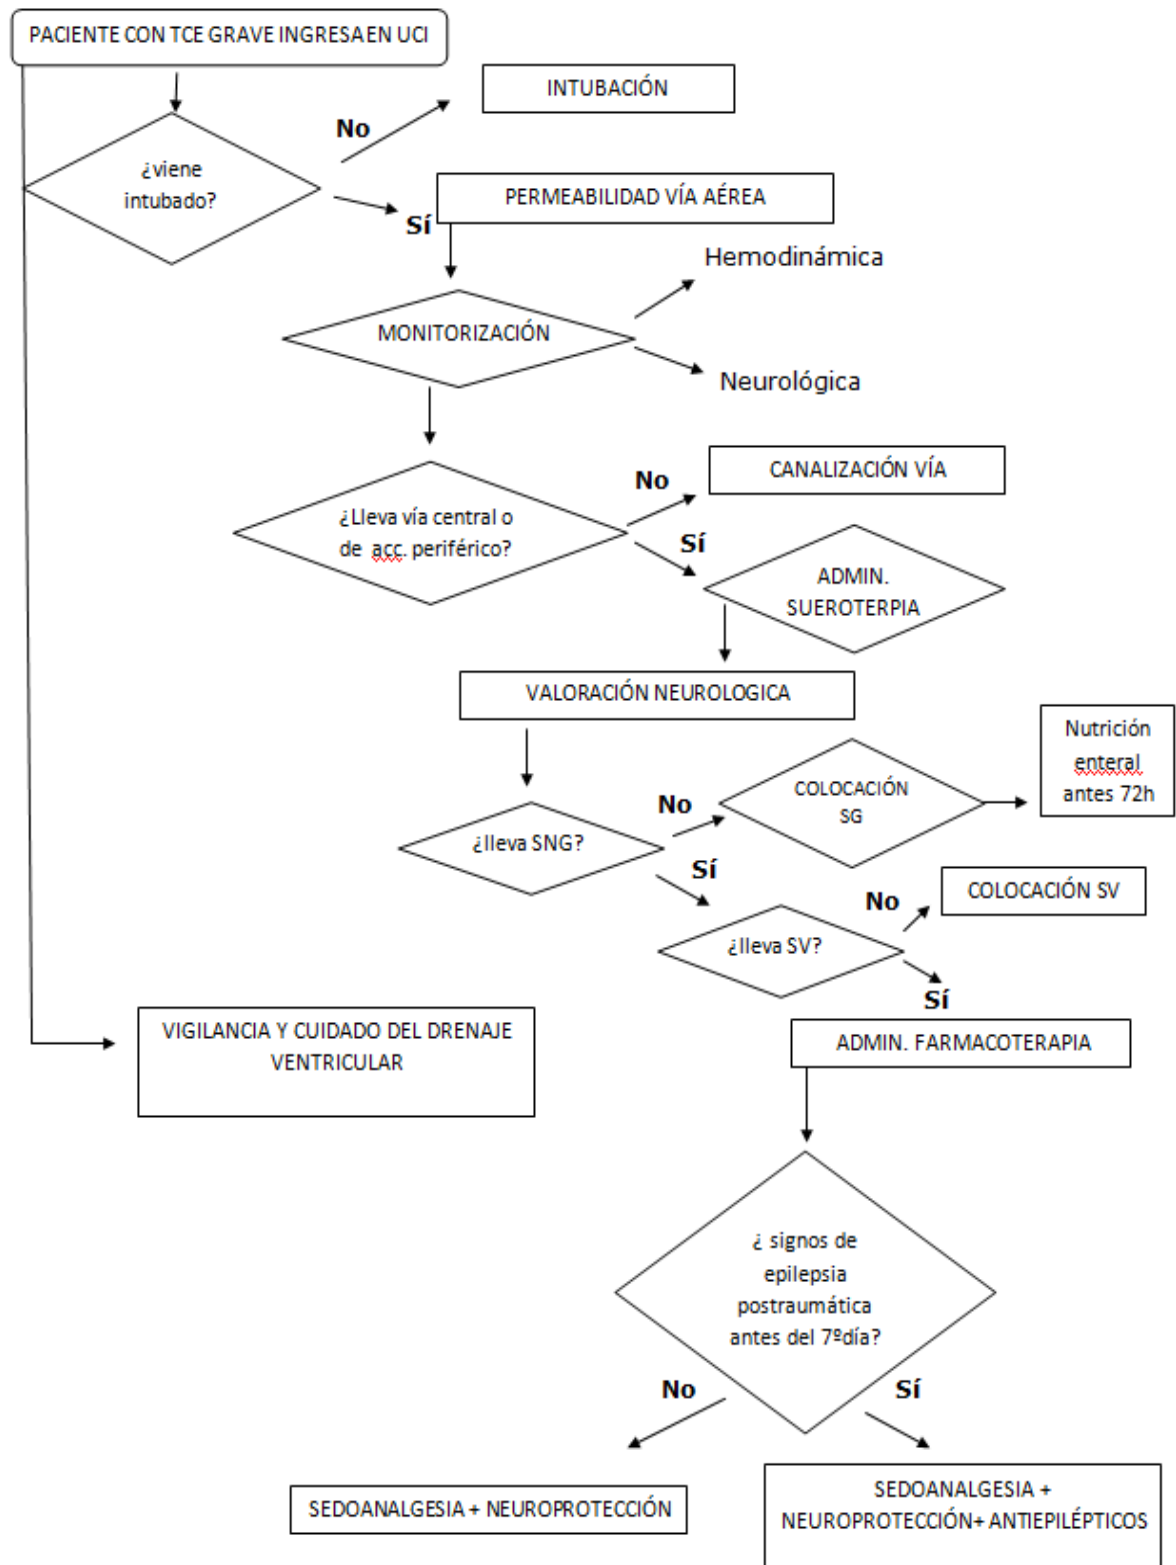 PACIENTE CON TCE GRAVE INGRESA EN UCI
INTUBACIÓN
No
¿viene
intubado?
PERMEABILIDAD VÍA AÉREA
Sí
Hemodinámica
MONITORIZACIÓN
Neurológica
CANALIZACIÓN VÍA
No
¿Lleva vía central o
de acc. periférico?
Sí
ADMIN.
SUEROTERPIA
VALORACIÓN NEUROLOGICA
Nutrición
enteral
antes 72h
COLOCACIÓN
SG
No
¿lleva SNG?
Sí
COLOCACIÓN SV
No
¿lleva SV?
Sí
VIGILANCIA Y CUIDADO DEL DRENAJE
VENTRICULAR
ADMIN. FARMACOTERAPIA
¿ signos de
epilepsia
postraumática
antes del 7ºdía?
No
Sí
SEDOANALGESIA + NEUROPROTECCIÓN
SEDOANALGESIA +
NEUROPROTECCIÓN+ ANTIEPILÉPTICOS